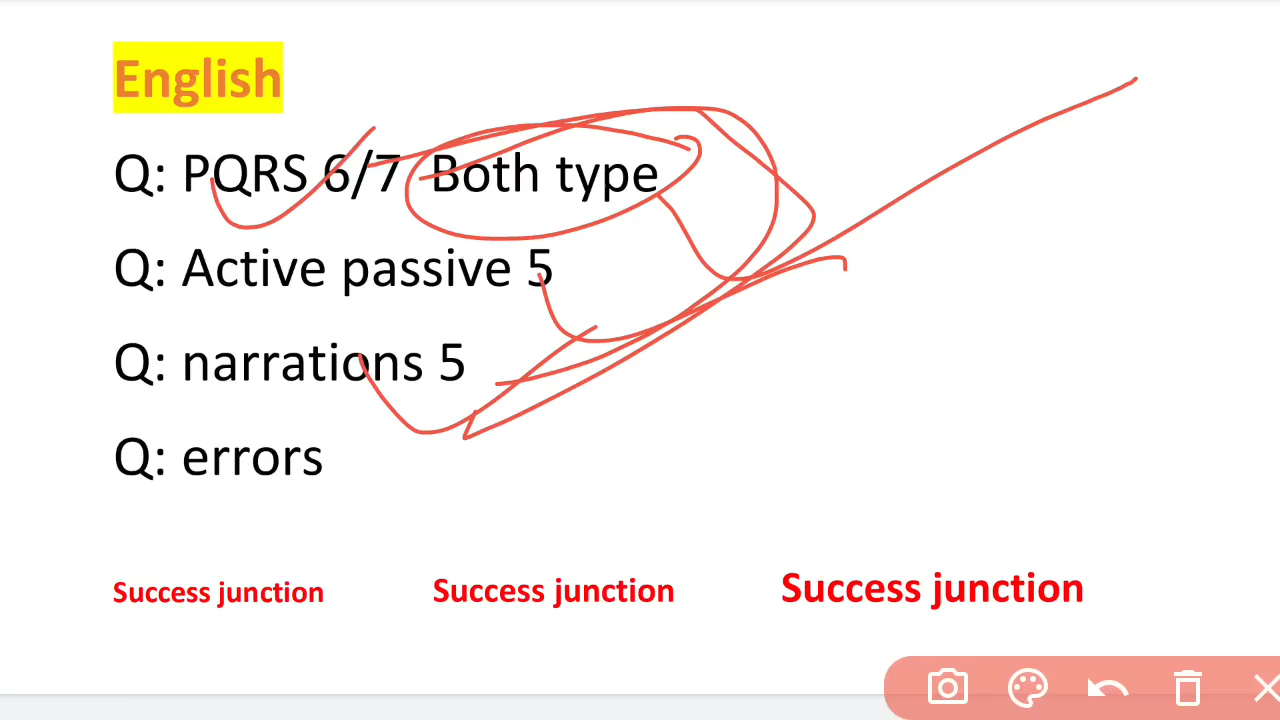 English
Q: PQRS 6/7 Both type
Q: Active passive 5
Q: narrations 5
Q: errors
Success junction Success junction Success junction